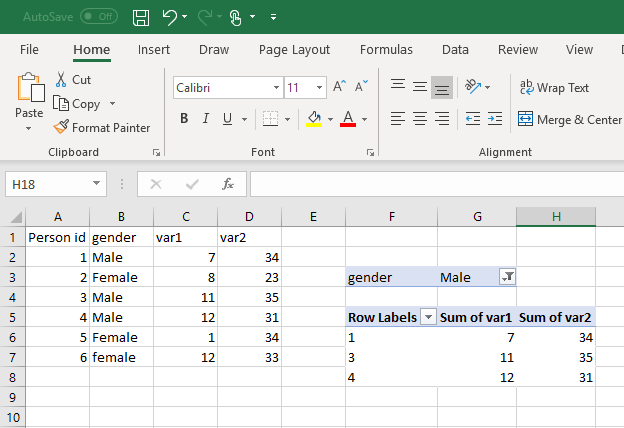 AutoSave Off
File Home Insert Draw Page Layout Formulas Data Review View
Cut
Copy
Format Painter
Paste
Clipboard
Calibri 11 A A
B I U A
Font
ab Wrap Text
Merge & Center
Alignment
H18 fx
A B C D E F G H
1 Person id gender var1 var2
2 1 Male 7 34
3 2 Female 8 23 gender Male
4 3 Male 11 35
5 4 Male 12 31 Row Labels Sum of var1 Sum of var2
6 5 Female 1 34 1 7 34
7 6 female 12 33 3 11 35
8 4 12 31
9
10